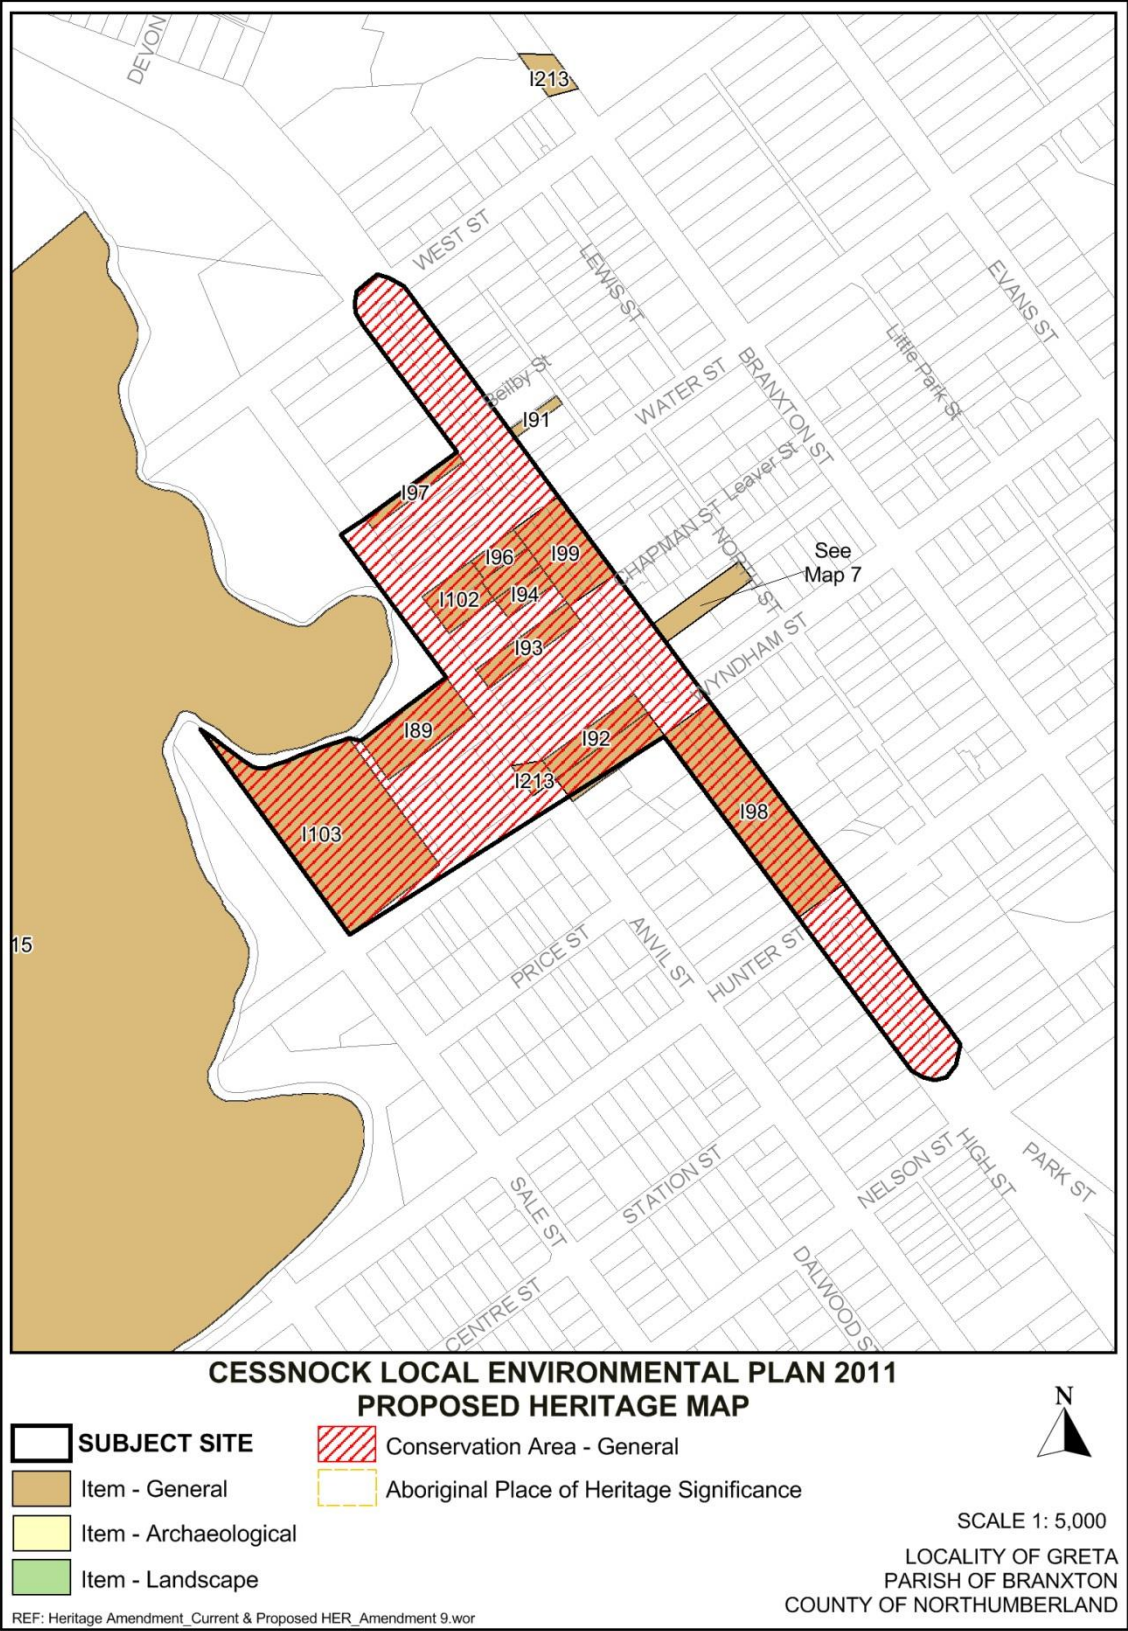 DEVON
I213
WEST ST
LEWIS ST
EVANS ST
Little Park St
BRANXTON ST
WATER ST
Beilby St
I91
I97
Leaver St
CHAPMAN ST
NORTH ST
See
Map 7
I96
I99
I102
I94
I93
WYNDHAM ST
I89
I92
I213
I98
I103
15
PRICE ST
ANVIL ST
HUNTER ST
SALE ST
STATION ST
NELSON ST
HIGH ST
PARK ST
CENTRE ST
DALWOOD ST
CESSNOCK LOCAL ENVIRONMENTAL PLAN 2011
PROPOSED HERITAGE MAP
SUBJECT SITE
Item - General
Item - Archaeological
Item - Landscape
Conservation Area - General
Aboriginal Place of Heritage Significance
N
SCALE 1: 5,000
LOCALITY OF GRETA
PARISH OF BRANXTON
COUNTY OF NORTHUMBERLAND
REF: Heritage Amendment_Current & Proposed HER_Amendment 9.wor